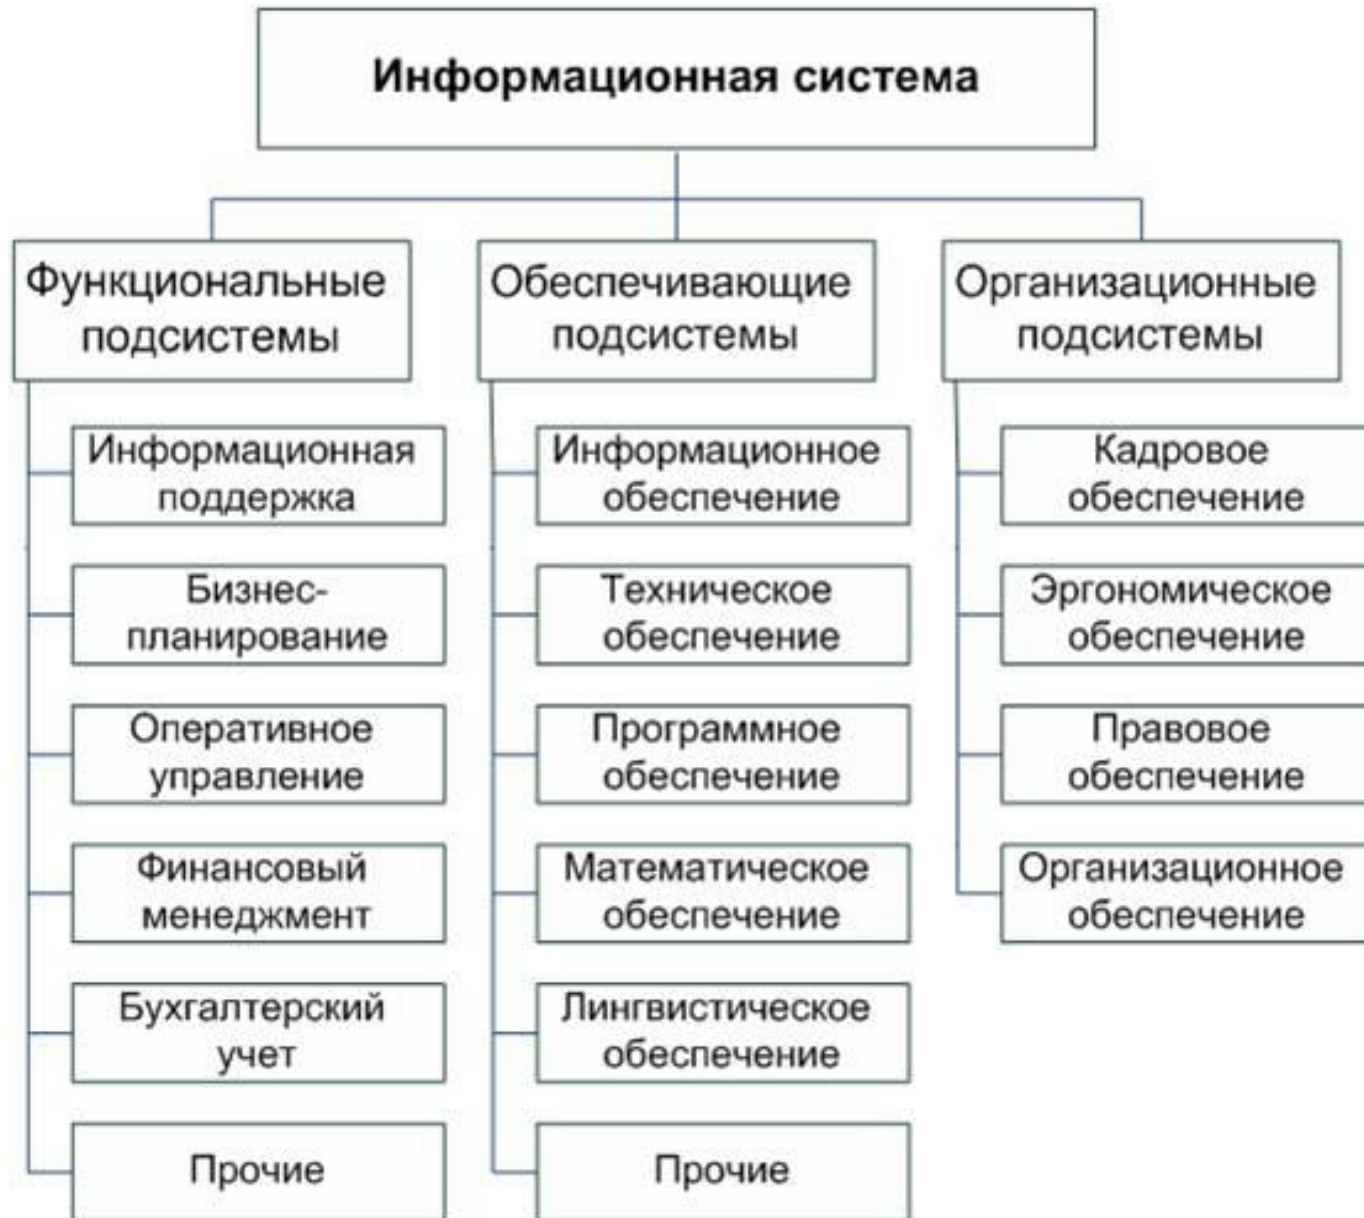 Информационная система
Функциональные
подсистемы
Информационная
поддержка
Бизнес-
планирование
Оперативное
управление
Финансовый
менеджмент
Бухгалтерский
учет
Прочие
Обеспечивающие
подсистемы
Информационное
обеспечение
Техническое
обеспечение
Программное
обеспечение
Математическое
обеспечение
Лингвистическое
обеспечение
Прочие
Организационные
подсистемы
Кадровое
обеспечение
Эргономическое
обеспечение
Правовое
обеспечение
Организационное
обеспечение